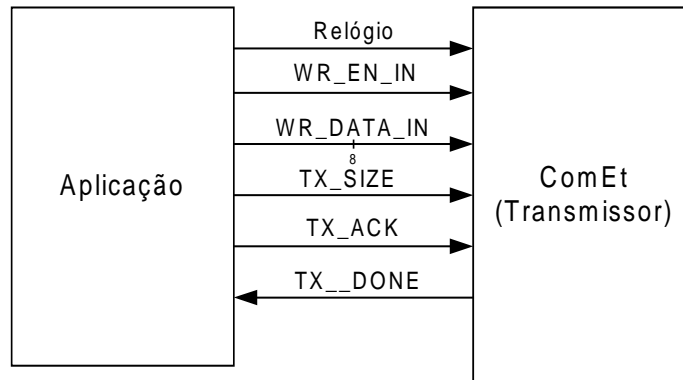 Relógio
WR_EN_IN
WR_DATA_IN
8
Aplicação
TX_SIZE
ComEt
(Transmissor)
TX_ACK
TX__DONE